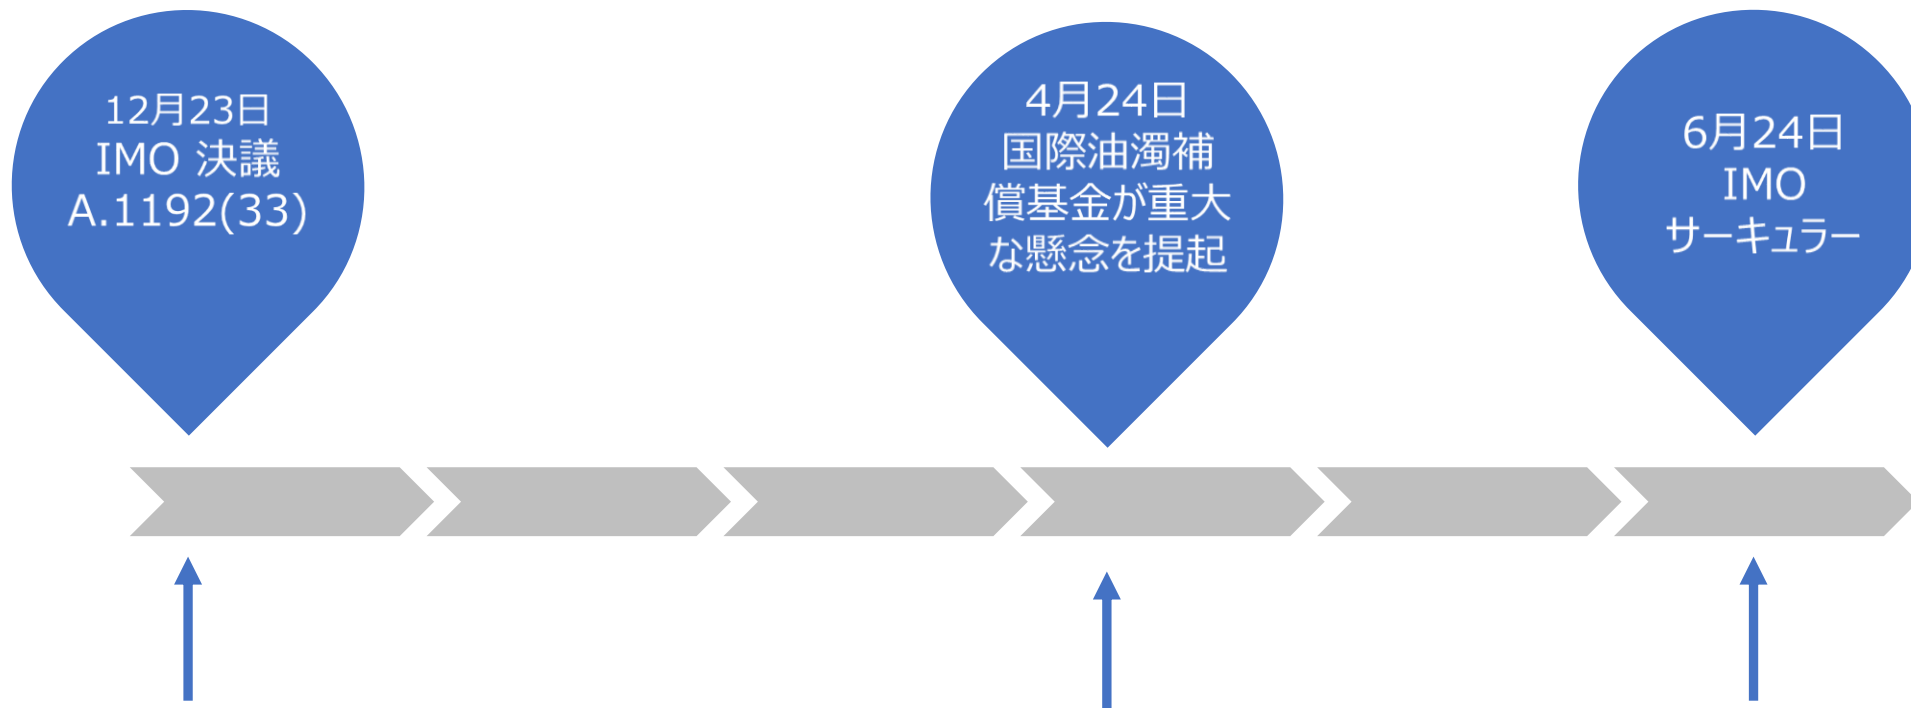 12月23日
IMO 決議
A.1192(33)
4月24日
国際油濁補
償基金が重大
な懸念を提起
6月24日
IMO
サーキュラー